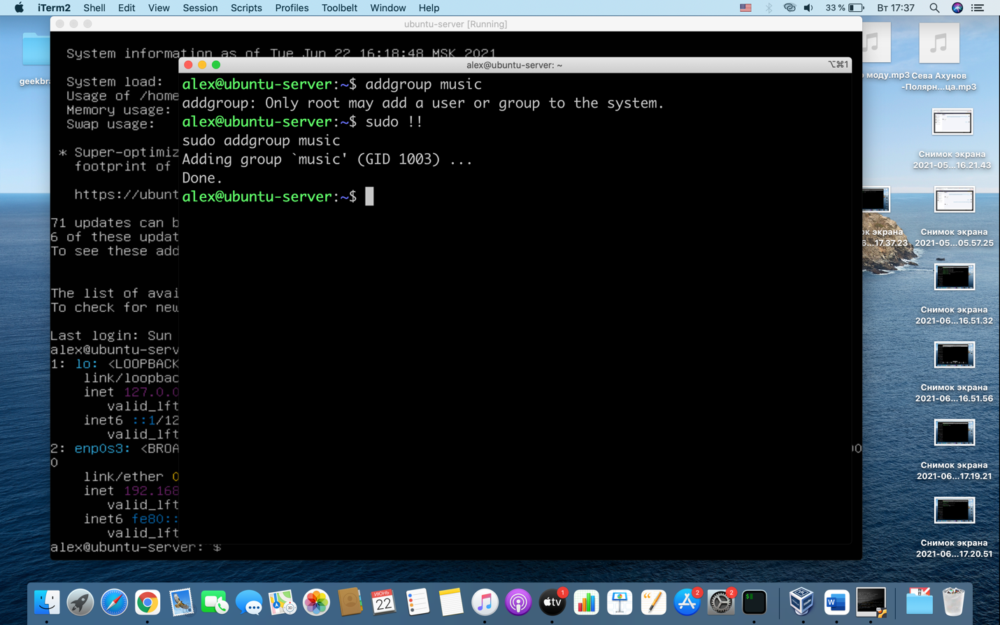 iTerm2 Shell Edit View Session Scripts Profiles Toolbelt Window Help 33 % Вт 17:37
ubuntu-server [Running]
System information as of Tue Jun 22 16:18:48 MSK 2021
System load:
Usage of /home
Memory usage:
Swap usage:
* Super-optimiz
footprint of
https://ubunt
71 updates can b
6 of these updat
To see these add
The list of avai
To check for new
Last login: Sun
alex@ubuntu-serv
1: lo: <LOOPBACK
link/loopbac
inet 127.0.0
valid_lft
inet6 ::1/12
valid_lft
2: enp0s3: <BROA
0
link/ether 0
inet 192.168
valid_lft
inet6 fe80::
valid_lft
alex@ubuntu-server:~$
alex@ubuntu-server: ~ ⌥⌘1
alex@ubuntu-server:~$ addgroup music
addgroup: Only root may add a user or group to the system.
alex@ubuntu-server:~$ sudo !!
sudo addgroup music
Adding group `music' (GID 1003) ...
Done.
alex@ubuntu-server:~$
geekbra
моду.mp3
Сева Ахунов
-Полярн...ца.mp3
Снимок экрана
2021-05...16.21.43
ок экрана
6...17.37.23
Снимок экрана
2021-05...05.57.25
Снимок экрана
2021-06...16.51.32
Снимок экрана
2021-06...16.51.56
Снимок экрана
2021-06...17.19.21
Снимок экрана
2021-06...17.20.51
ИЮНЬ
22
tv
1
2
2
W